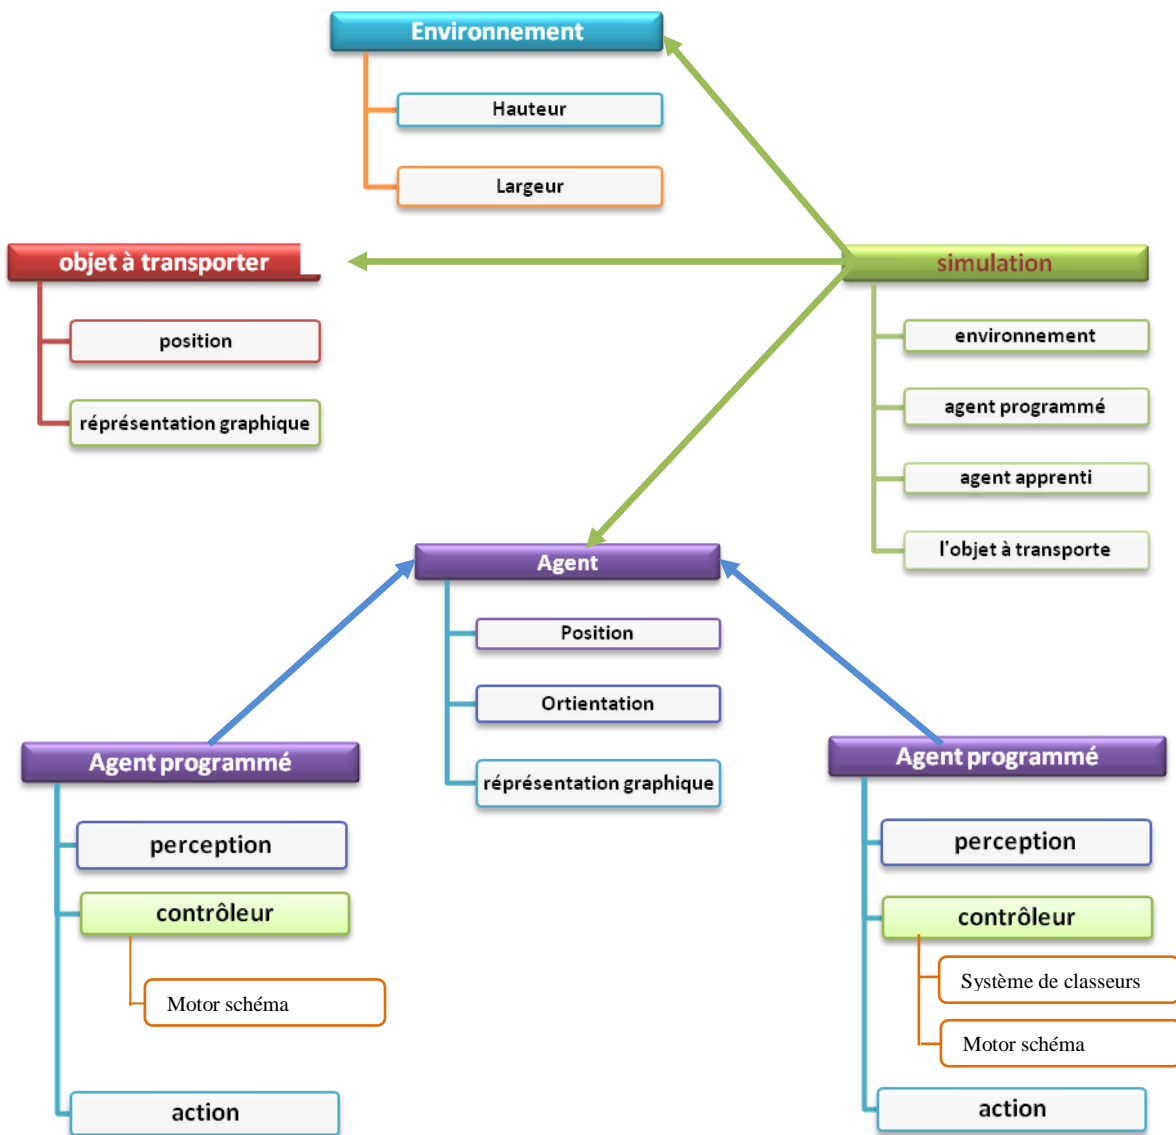 Environnement
Hauteur
Largeur
objet à transporter
position
réprésentation graphique
simulation
environnement
agent programmé
agent apprenti
l'objet à transporte
Agent
Position
Ortientation
réprésentation graphique
Agent programmé
perception
contrôleur
Motor schéma
action
Agent programmé
perception
contrôleur
Système de classeurs
Motor schéma
action